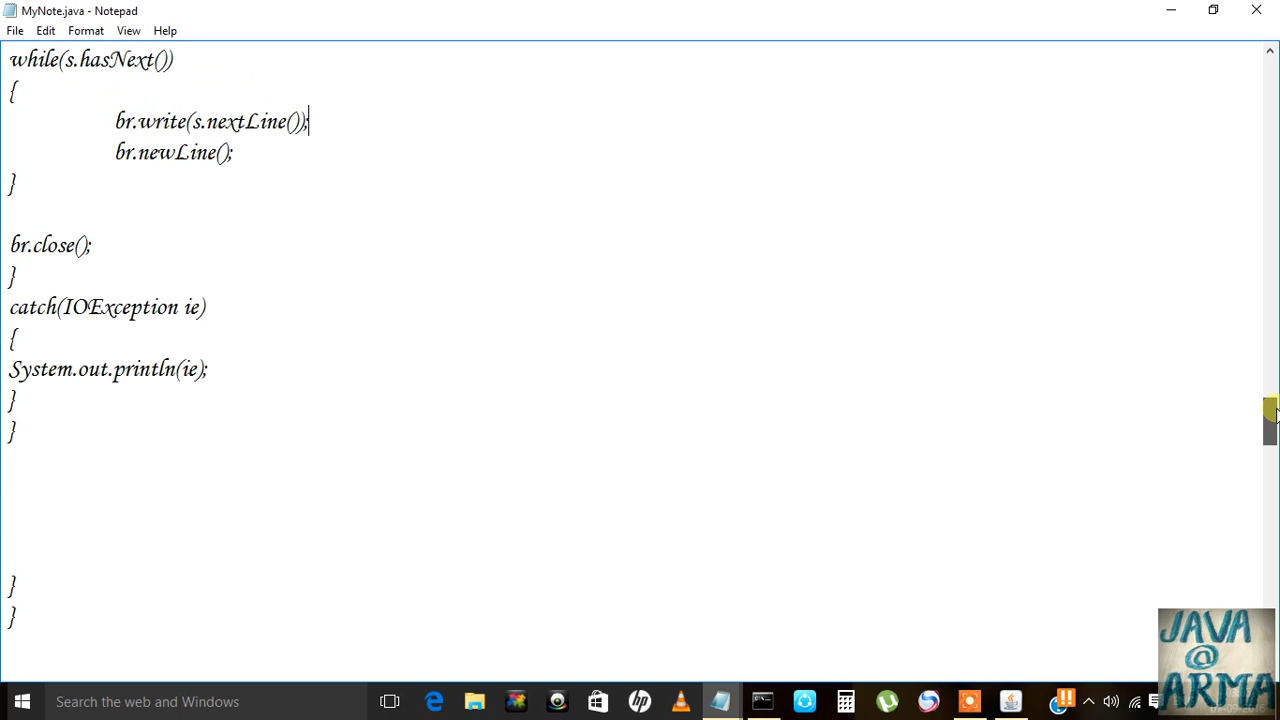 MyNote.java - Notepad
File Edit Format View Help
while(s.hasNext())
{
br.write(s.nextLine());
br.newLine();
}
br.close();
}
catch(IOException ie)
{
System.out.println(ie);
}
}
}
}
JAVA
@
ARMA
Search the web and Windows